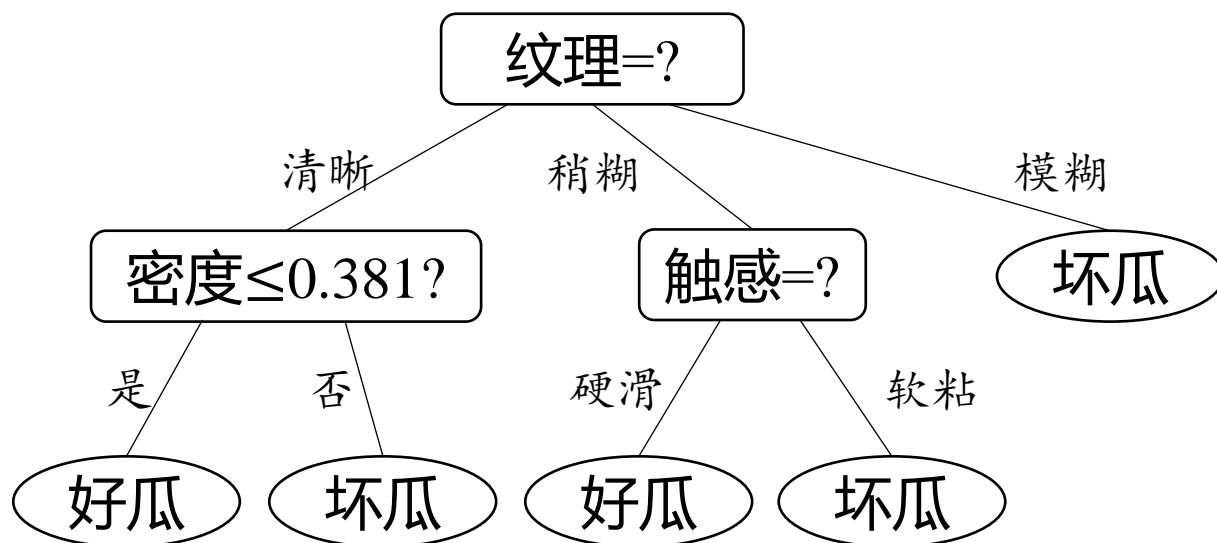 纹理=?
清晰 稍糊 模糊
密度≤0.381? 触感=? 坏瓜
是 否 硬滑 软粘
好瓜 坏瓜 好瓜 坏瓜